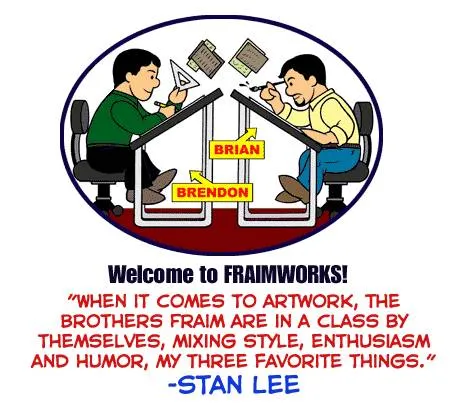 BRIAN
BRENDON
Welcome to FRAIMWORKS!
"WHEN IT COMES TO ARTWORK, THE
BROTHERS FRAIM ARE IN A CLASS BY
THEMSELVES, MIXING STYLE, ENTHUSIASM
AND HUMOR, MY THREE FAVORITE THINGS."
-STAN LEE